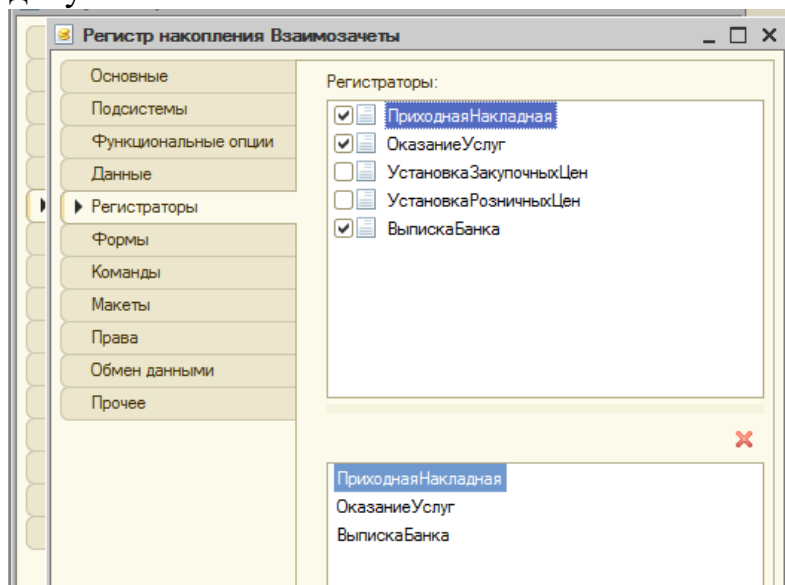 Регистр накопления Взаимозачеты
Основные
Подсистемы
Функциональные опции
Данные
Регистраторы
Формы
Команды
Макеты
Права
Обмен данными
Прочее
Регистраторы:
ПриходнаяНакладная
ОказаниеУслуг
УстановкаЗакупочныхЦен
УстановкаРозничныхЦен
ВыпискаБанка
ПриходнаяНакладная
ОказаниеУслуг
ВыпискаБанка